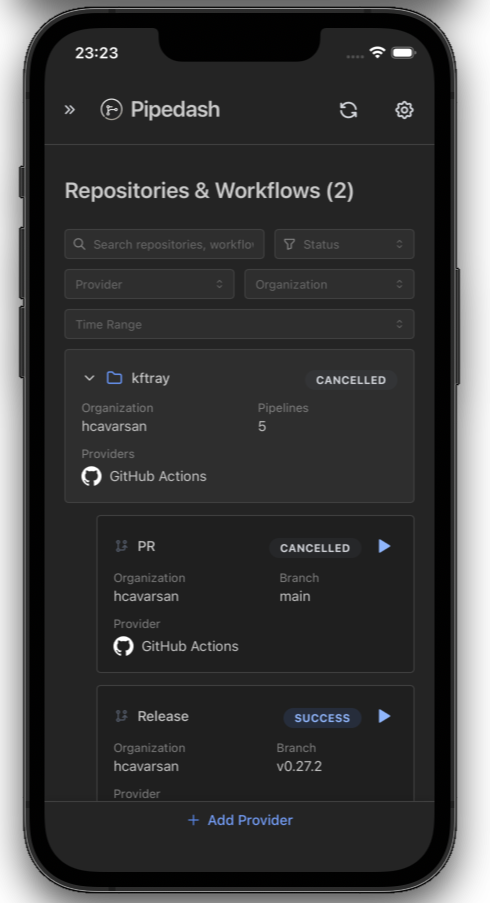 23:23
Pipedash
Repositories & Workflows (2)
Search repositories, workflo
Status
Provider
Organization
Time Range
kftray
CANCELLED
Organization
Pipelines
hcavarsan
5
Providers
GitHub Actions
PR
CANCELLED
Organization
Branch
hcavarsan
main
Provider
GitHub Actions
Release
SUCCESS
Organization
Branch
hcavarsan
v0.27.2
Provider
+ Add Provider